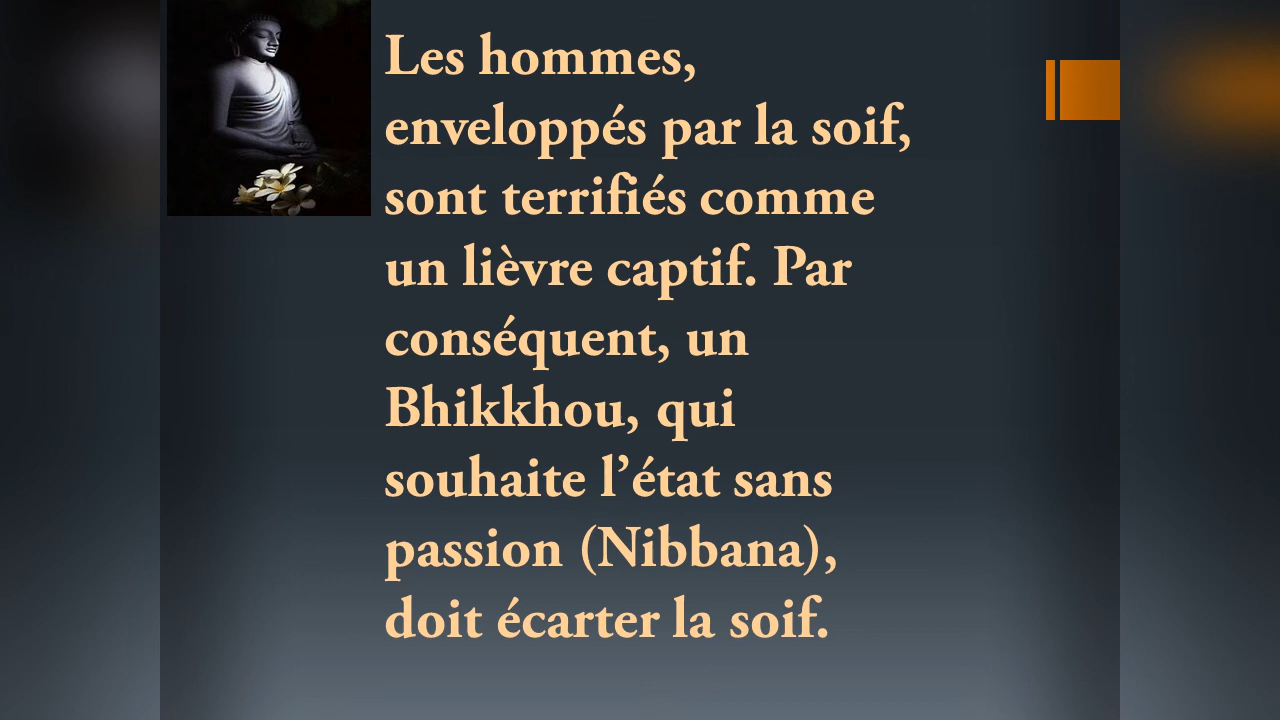 Les hommes,
enveloppés par la soif,
sont terrifiés comme
un lièvre captif. Par
conséquent, un
Bhikkhou, qui
souhaite l’état sans
passion (Nibbana),
doit écarter la soif.